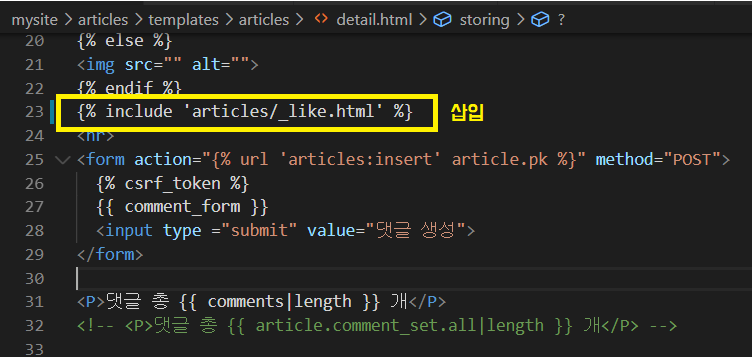 mysite > articles > templates > articles > <> detail.html > storing > ?
20 {% else %}
21 <img src="" alt="">
22 {% endif %}
23 {% include 'articles/_like.html' %} 삽입
24 <hr>
25 <form action="{% url 'articles:insert' article.pk %}" method="POST">
26 {% csrf_token %}
27 {{ comment_form }}
28 <input type ="submit" value="댓글 생성">
29 </form>
30
31 <P>댓글 총 {{ comments|length }} 개</P>
32 <!-- <P>댓글 총 {{ article.comment_set.all|length }} 개</P> -->